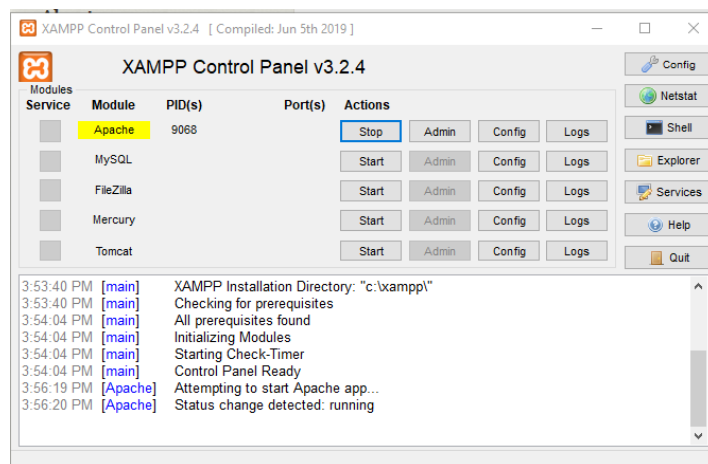 XAMPP Control Panel v3.2.4 [ Compiled: Jun 5th 2019 ]
XAMPP Control Panel v3.2.4
Config
Modules
Service Module PID(s) Port(s) Actions
Netstat
Apache 9068 Stop Admin Config Logs
Shell
MySQL Start Admin Config Logs
Explorer
FileZilla Start Admin Config Logs
Services
Mercury Start Admin Config Logs
Help
Tomcat Start Admin Config Logs
Quit
3:53:40 PM [main] XAMPP Installation Directory: "c:\xampp\"
3:53:40 PM [main] Checking for prerequisites
3:54:04 PM [main] All prerequisites found
3:54:04 PM [main] Initializing Modules
3:54:04 PM [main] Starting Check-Timer
3:54:04 PM [main] Control Panel Ready
3:56:19 PM [Apache] Attempting to start Apache app...
3:56:20 PM [Apache] Status change detected: running